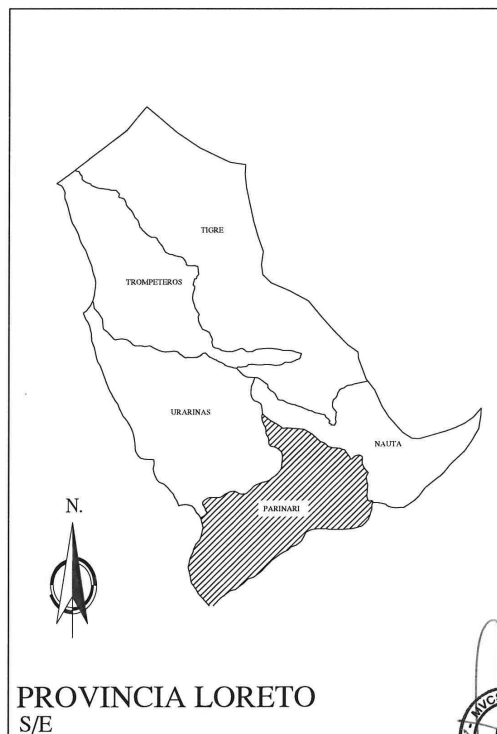 TIGRE
TROMPETEROS
URARINAS
NAUTA
PARINARI
N.
PROVINCIA LORETO
S/E